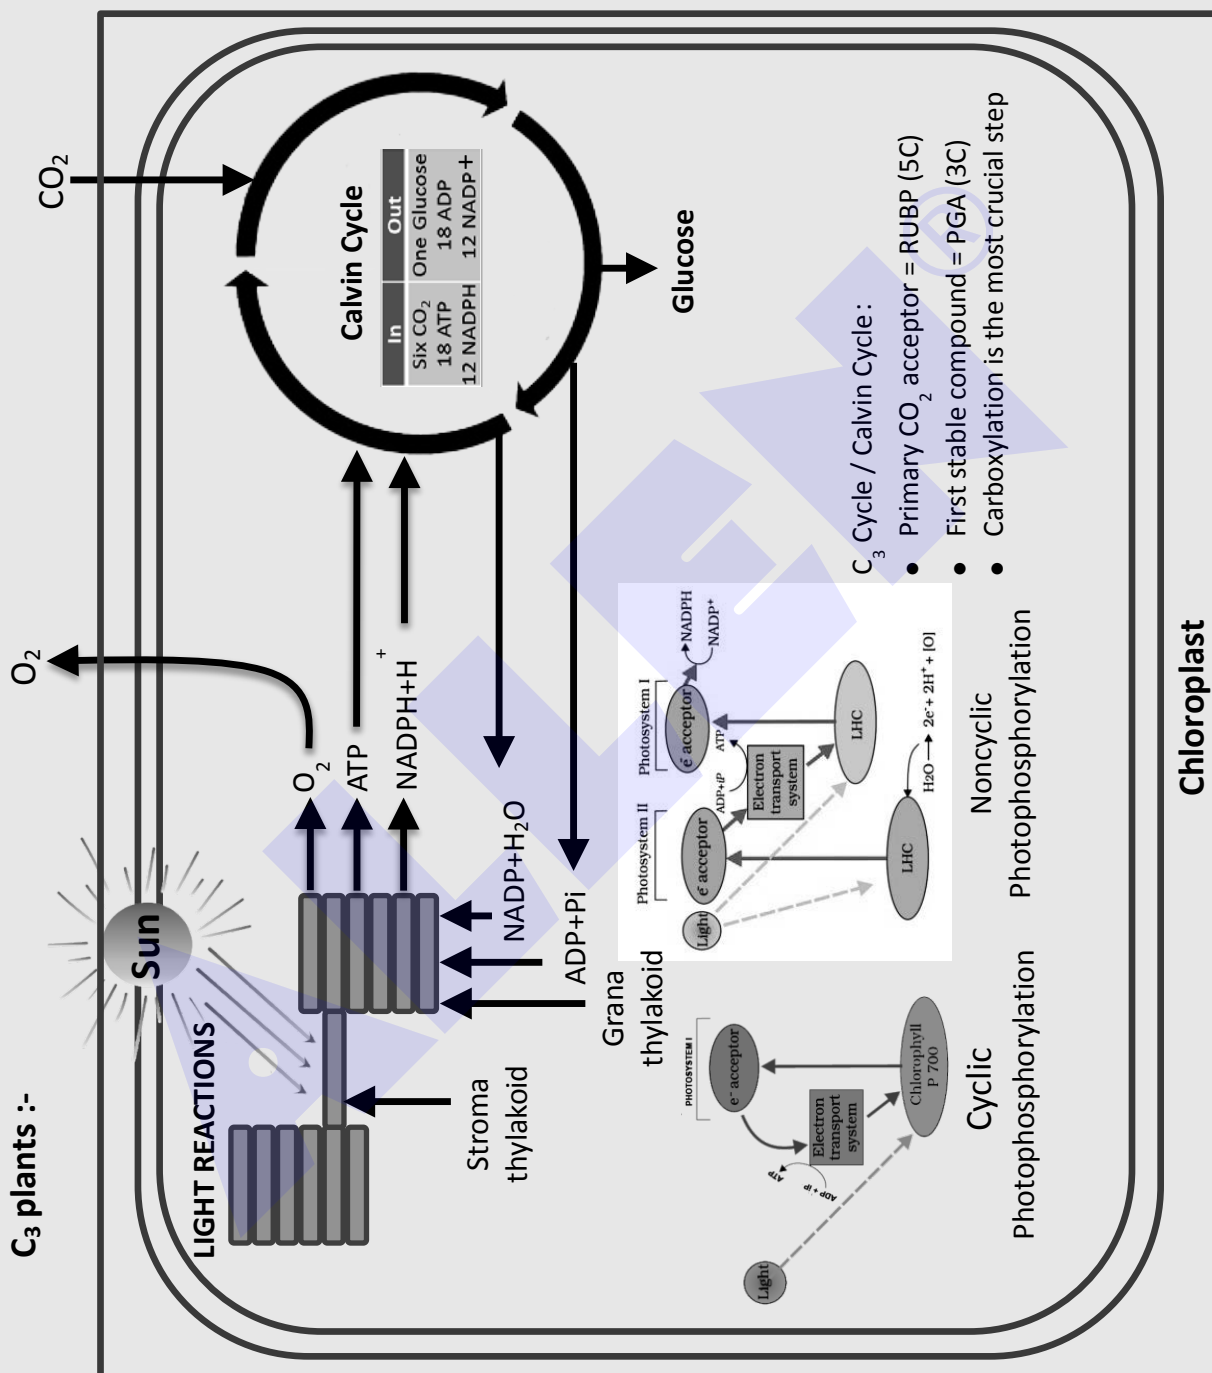 C₃ plants :-
O₂
CO₂
Sun
LIGHT REACTIONS
O₂
ATP
NADPH+H⁺
Stroma
thylakoid
NADP+H₂O
ADP+Pi
Grana
thylakoid
Calvin Cycle
In Out
Six CO₂ One Glucose
18 ATP 18 ADP
12 NADPH 12 NADP+
Glucose
Light
PHOTOSYSTEM I
e⁻ acceptor
Electron
transport
system
ADP + iP
ATP
Chlorophyll
P 700
Cyclic
Photophosphorylation
Photosystem II
Photosystem I
Light
e⁻ acceptor
e⁻ acceptor
NADPH
NADP⁺
ADP+iP
ATP
Electron
transport
system
LHC
LHC
H₂O → 2e⁻+ 2H⁺ + [O]
Noncyclic
Photophosphorylation
C₃ Cycle / Calvin Cycle :
• Primary CO₂ acceptor = RUBP (5C)
• First stable compound = PGA (3C)
• Carboxylation is the most crucial step
Chloroplast
ALLEN®